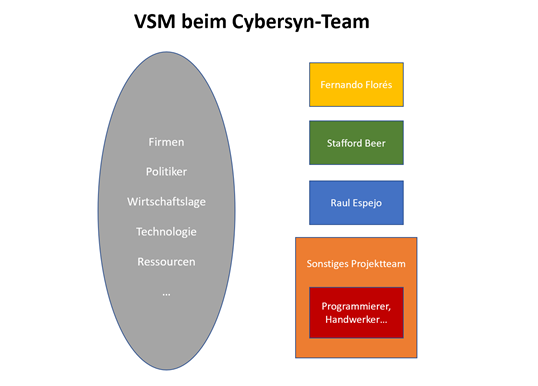 VSM beim Cybersyn-Team
Firmen
Politiker
Wirtschaftslage
Technologie
Ressourcen
...
Fernando Florés
Stafford Beer
Raul Espejo
Sonstiges Projektteam
Programmierer,
Handwerker...